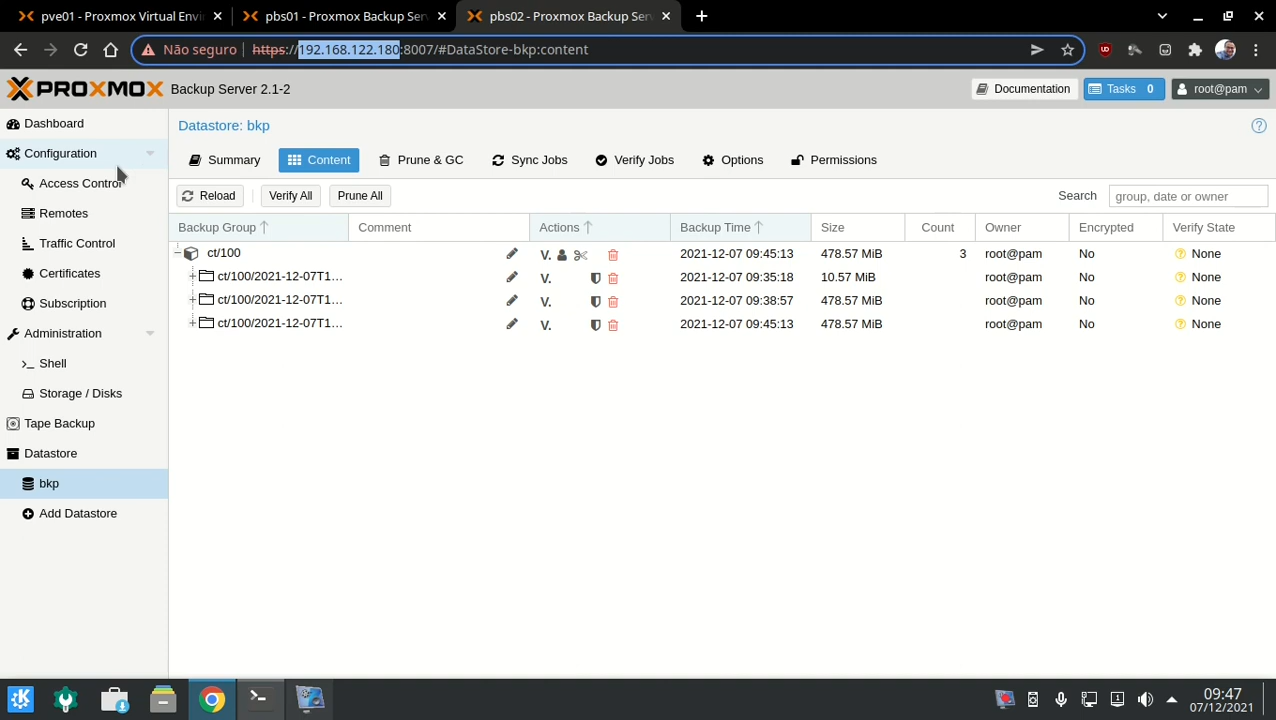 pve01 - Proxmox Virtual Envir
pbs01 - Proxmox Backup Serv
pbs02 - Proxmox Backup Serv
Não seguro
https://192.168.122.180:8007/#DataStore-bkp:content
PROXMOX Backup Server 2.1-2
Documentation
Tasks 0
root@pam
Dashboard
Configuration
Access Control
Remotes
Traffic Control
Certificates
Subscription
Administration
Shell
Storage / Disks
Tape Backup
Datastore
bkp
Add Datastore
Datastore: bkp
Summary Content Prune & GC Sync Jobs Verify Jobs Options Permissions
Reload Verify All Prune All Search group, date or owner
Backup Group Comment Actions Backup Time Size Count Owner Encrypted Verify State
ct/100 V. 2021-12-07 09:45:13 478.57 MiB 3 root@pam No None
ct/100/2021-12-07T1... V. 2021-12-07 09:35:18 10.57 MiB root@pam No None
ct/100/2021-12-07T1... V. 2021-12-07 09:38:57 478.57 MiB root@pam No None
ct/100/2021-12-07T1... V. 2021-12-07 09:45:13 478.57 MiB root@pam No None
09:47
07/12/2021